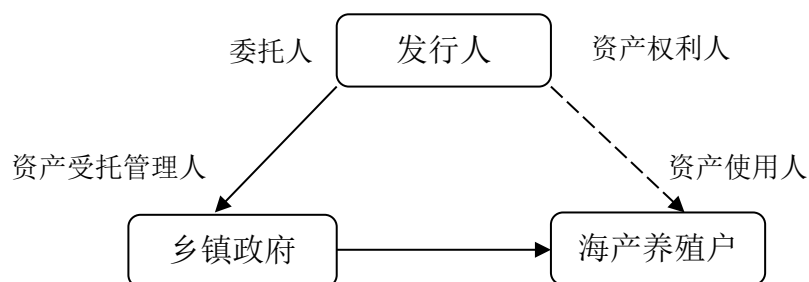 委托人
发行人
资产权利人
资产受托管理人
资产使用人
乡镇政府
海产养殖户